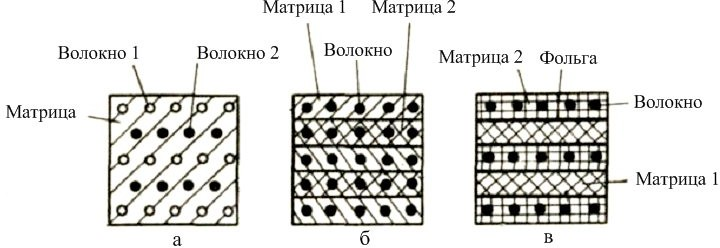 Матрица 1
Матрица 2
Волокно 1
Волокно 2
Волокно
Матрица 2
Фольга
Матрица
Волокно
Матрица 1
а
б
в